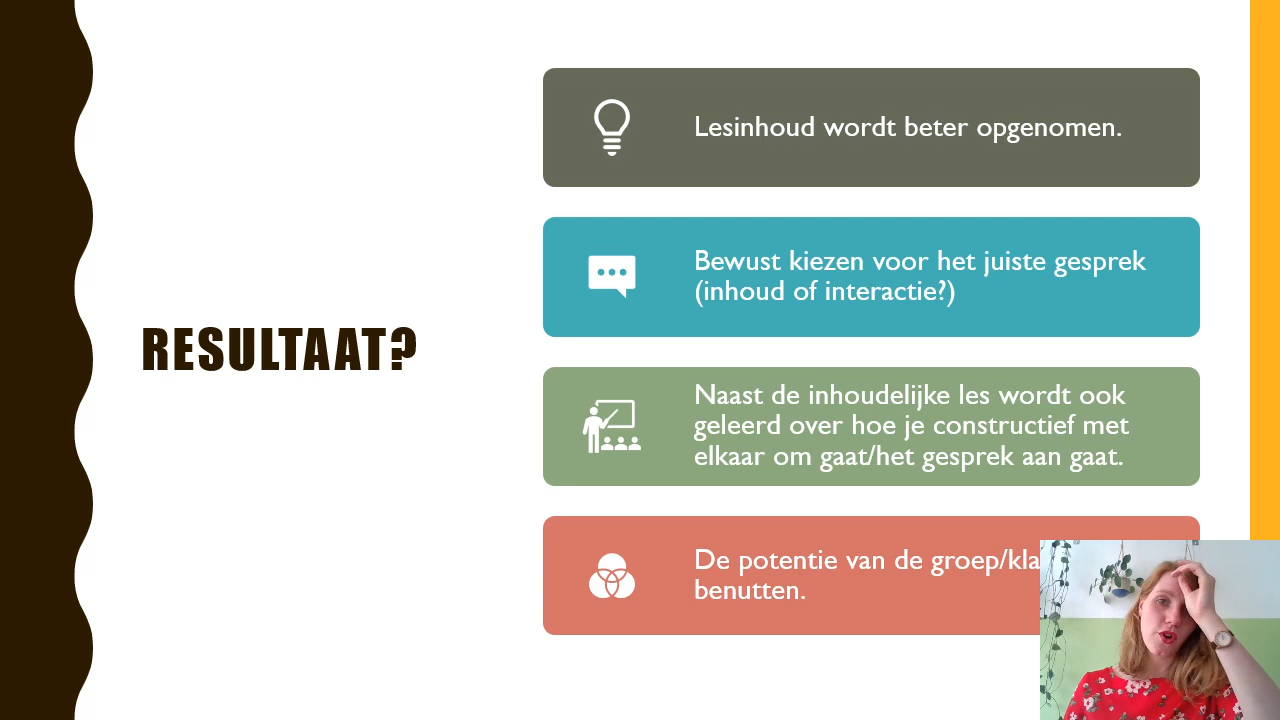 RESULTAAT?
Lesinhoud wordt beter opgenomen.
Bewust kiezen voor het juiste gesprek
(inhoud of interactie?)
Naast de inhoudelijke les wordt ook
geleerd over hoe je constructief met
elkaar om gaat/het gesprek aan gaat.
De potentie van de
benutten.